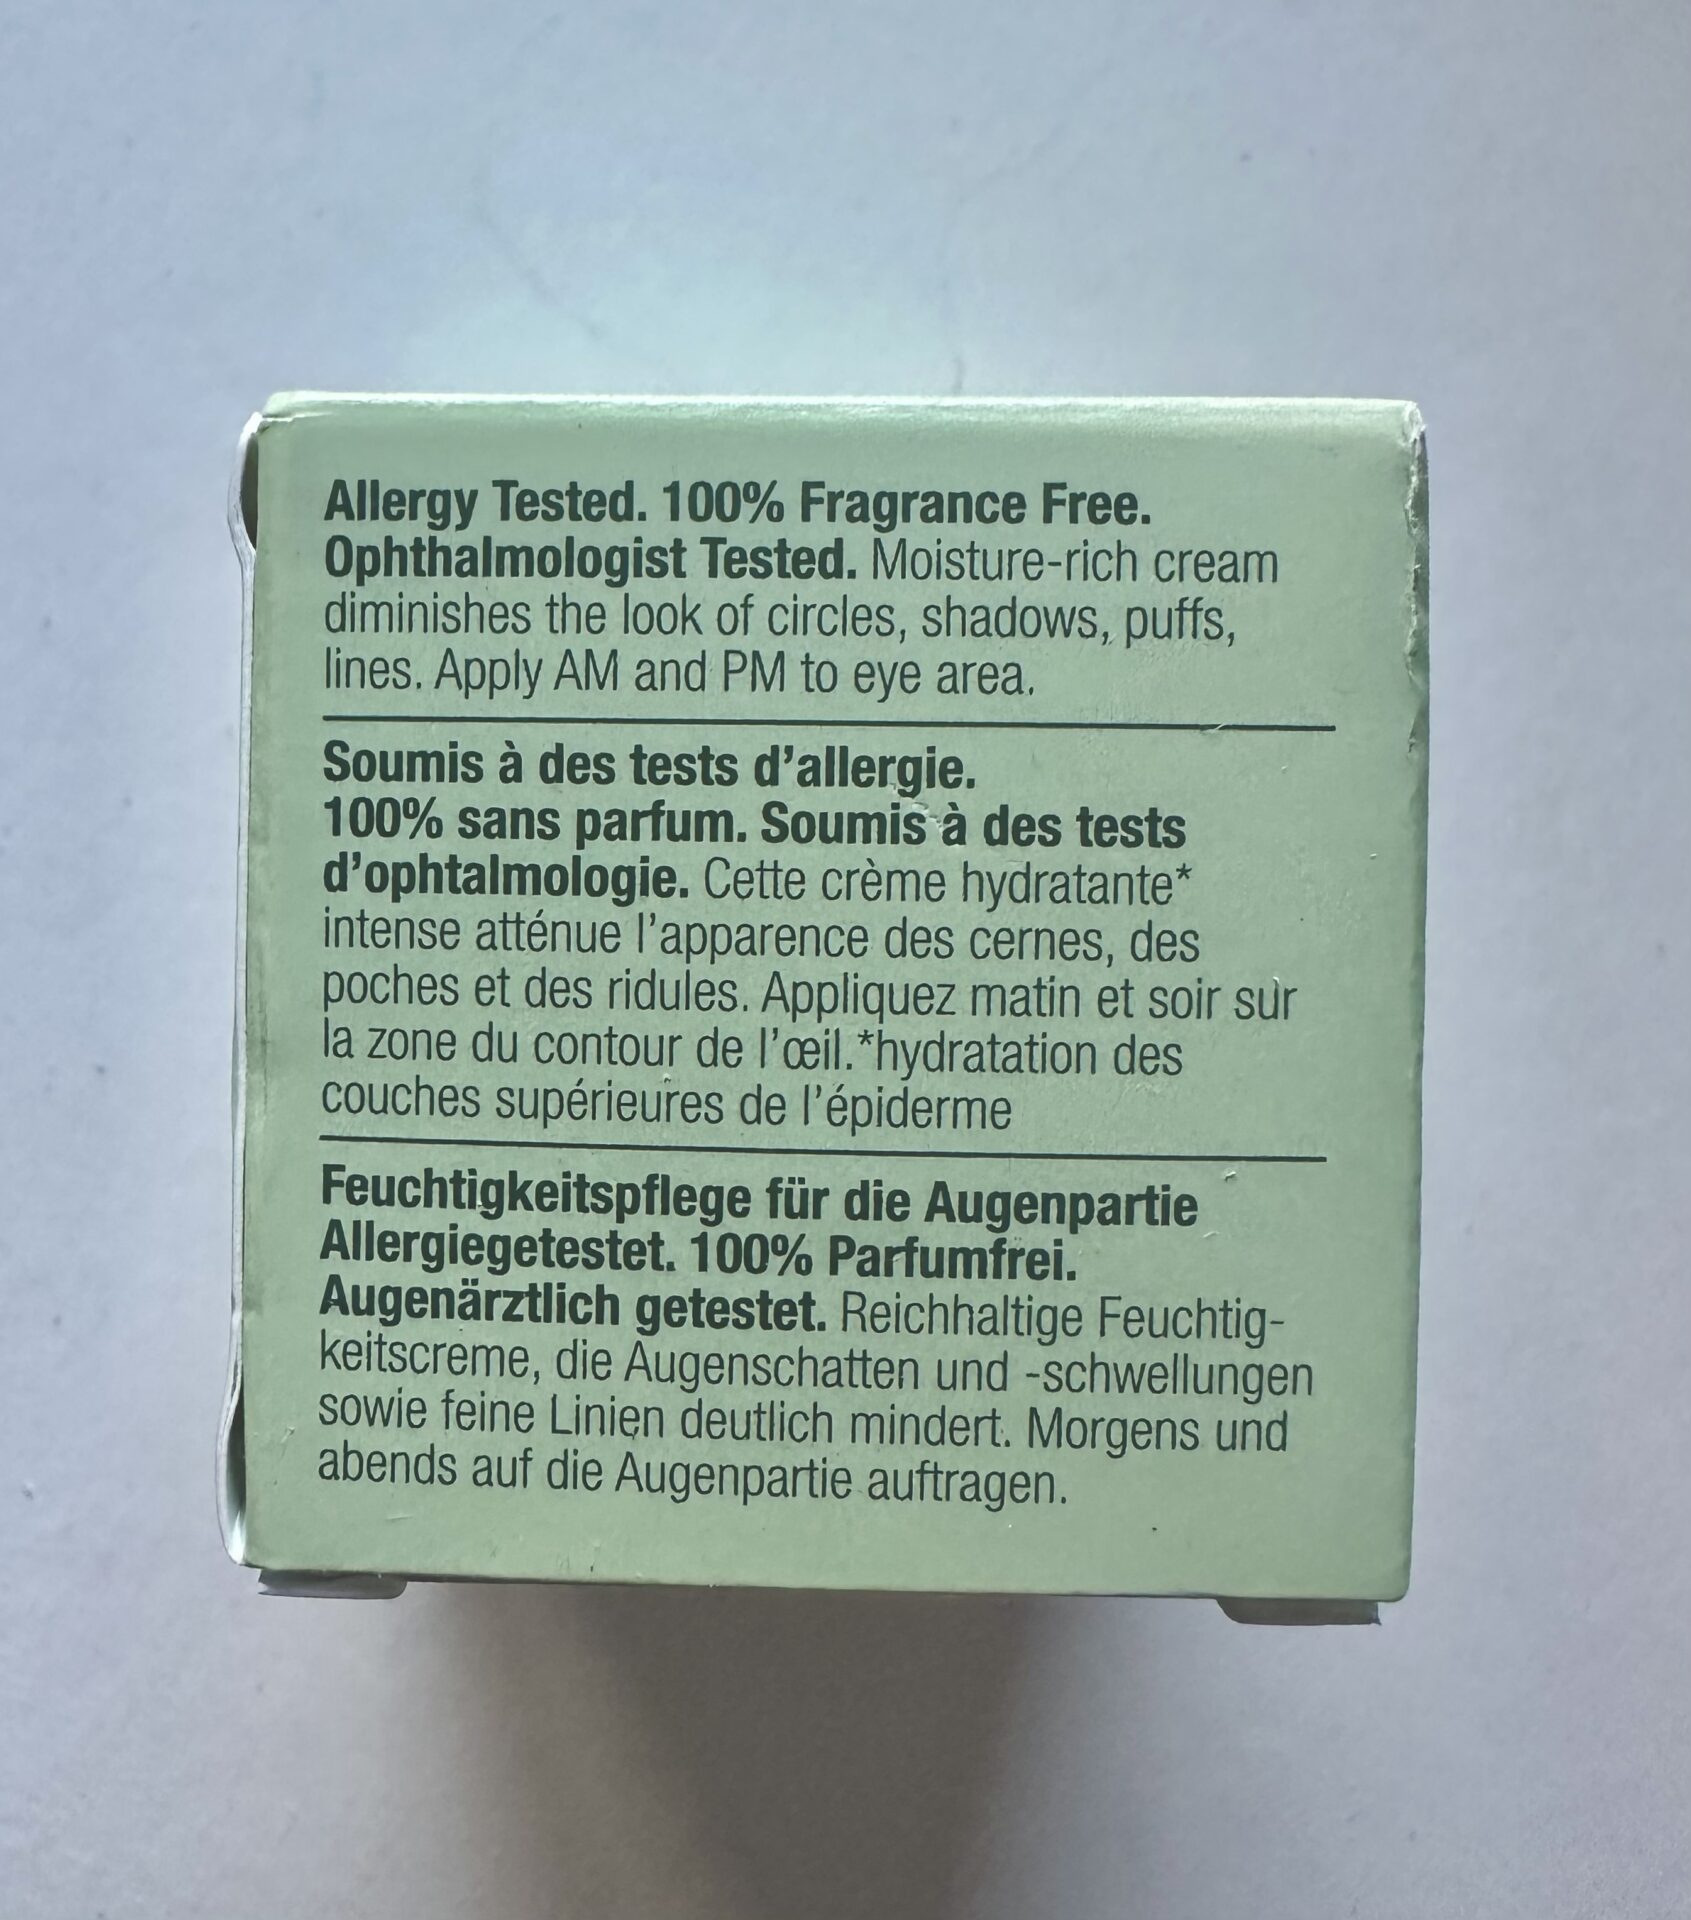 Allergy Tested. 100% Fragrance Free.
Ophthalmologist Tested. Moisture-rich cream
diminishes the look of circles, shadows, puffs,
lines. Apply AM and PM to eye area.
Soumis à des tests d'allergie.
100% sans parfum. Soumis à des tests
d'ophtalmologie. Cette crème hydratante*
intense atténue l'apparence des cernes, des
poches et des ridules. Appliquez matin et soir sur
la zone du contour de l'œil.*hydratation des
couches supérieures de l'épiderme
Feuchtigkeitspflege für die Augenpartie
Allergiegetestet. 100% Parfumfrei.
Augenärztlich getestet. Reichhaltige Feuchtig-
keitscreme, die Augenschatten und -schwellungen
sowie feine Linien deutlich mindert. Morgens und
abends auf die Augenpartie auftragen.